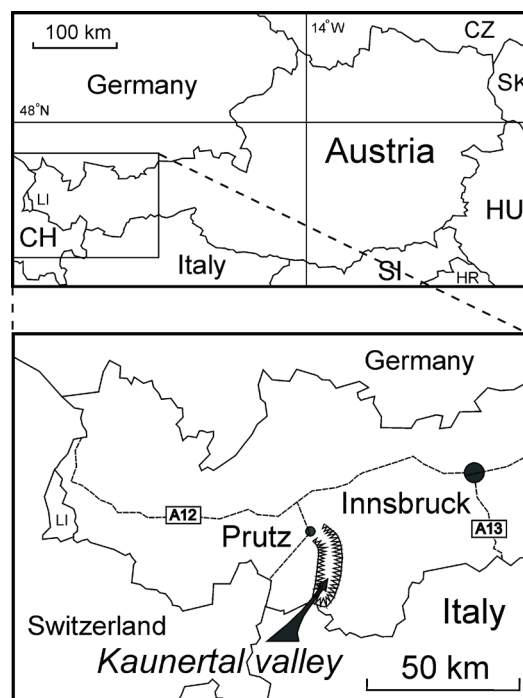 100 km
14°W
CZ
Germany
SK
48°N
Austria
LI
HU
CH
Italy
SI
HR
Germany
Innsbruck
A12
A13
LI
Prutz
Switzerland
Italy
Kaunertal valley
50 km